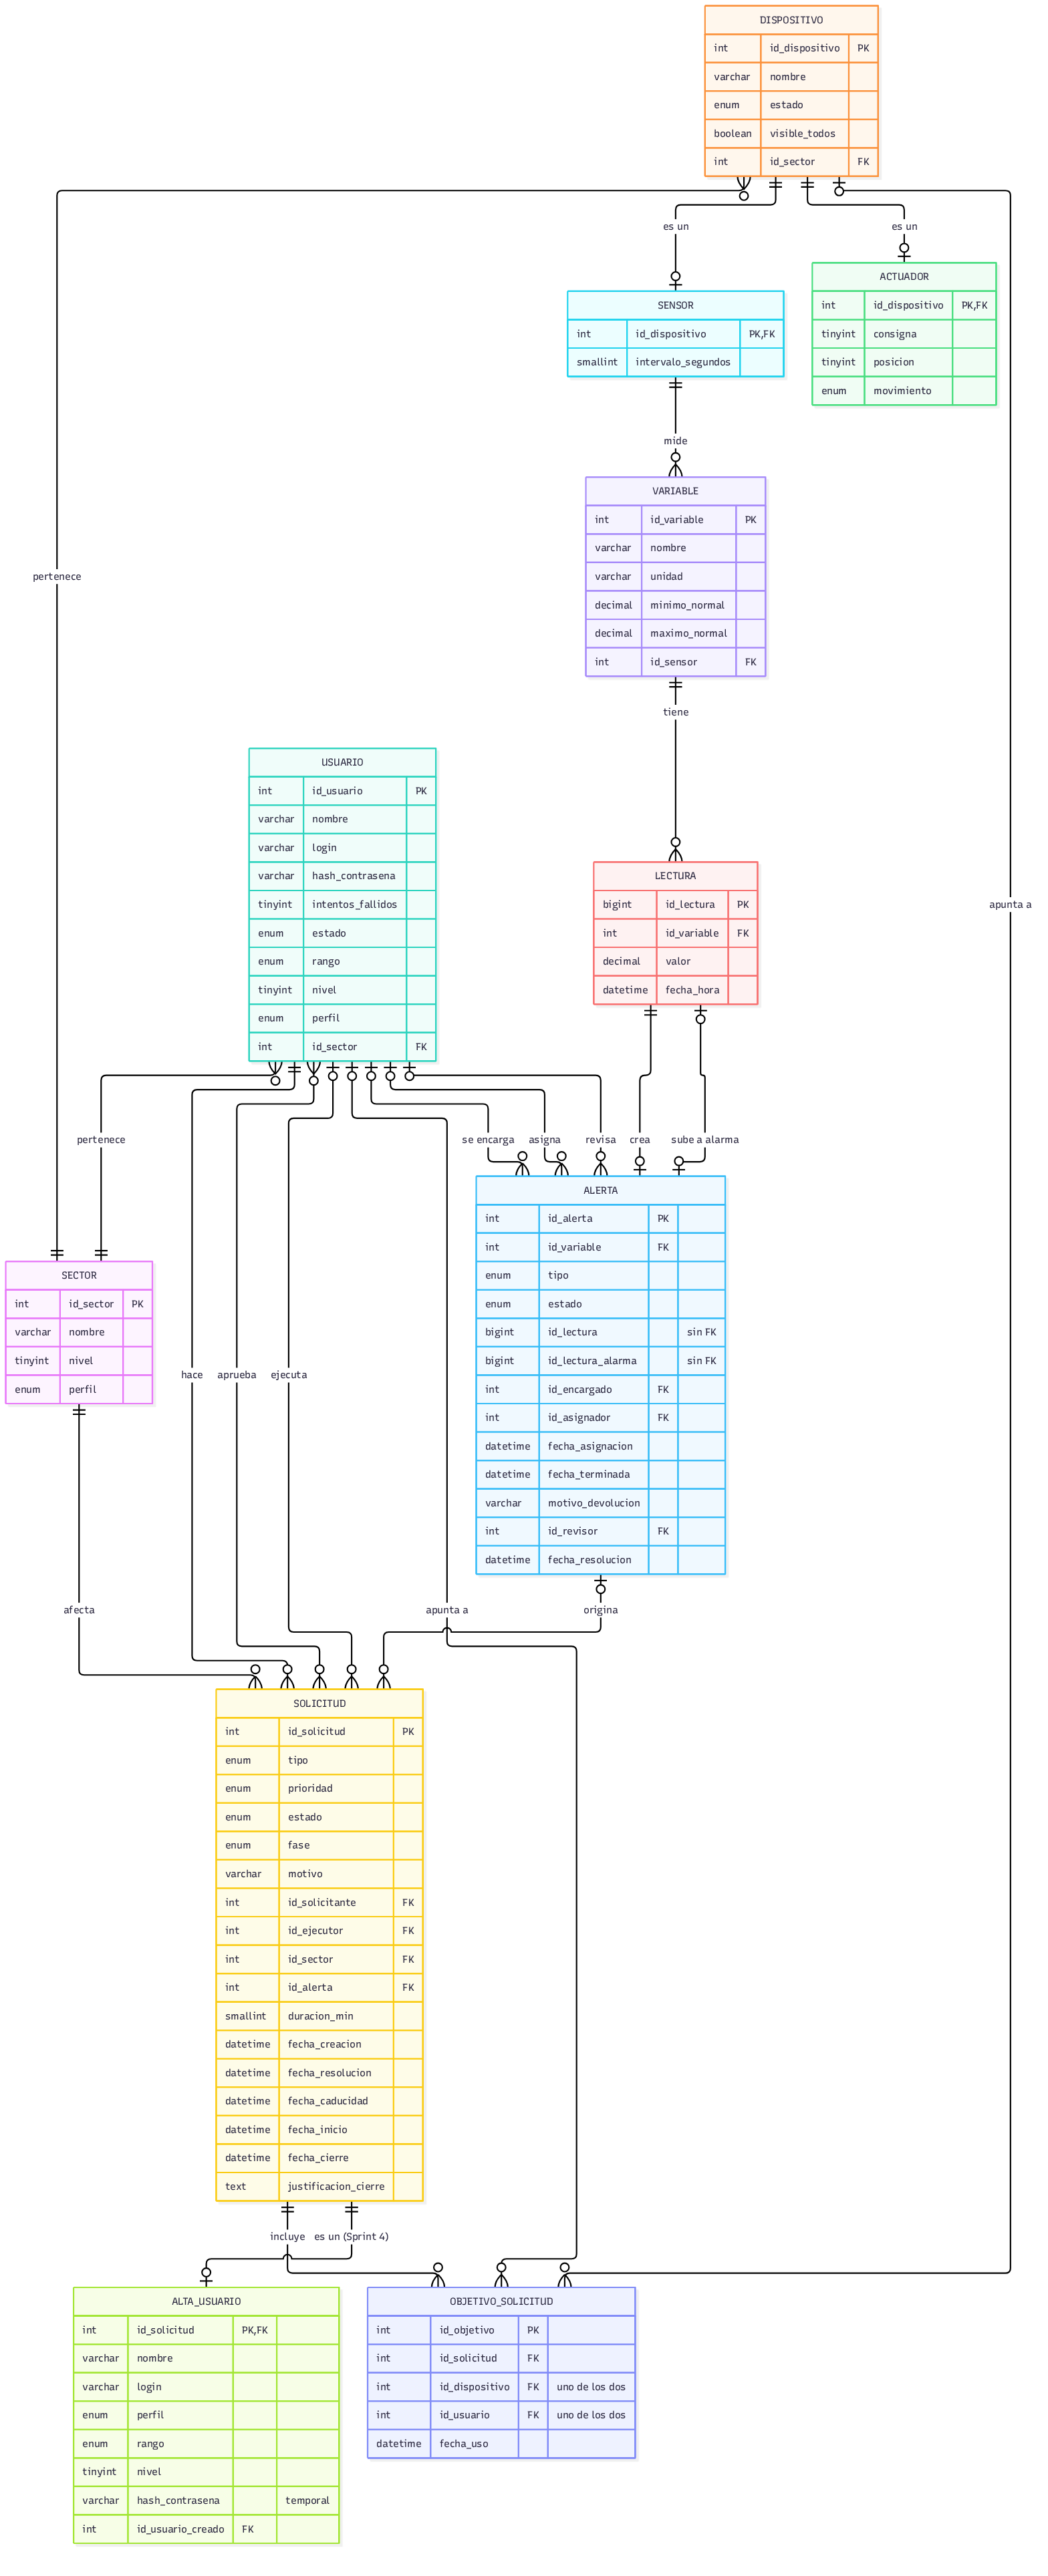 DISPOSITIVO
int id_dispositivo PK
varchar nombre
enum estado
boolean visible_todos
int id_sector FK
es un
es un
ACTUADOR
int id_dispositivo PK,FK
tinyint consigna
tinyint posicion
enum movimiento
SENSOR
int id_dispositivo PK,FK
smallint intervalo_segundos
mide
VARIABLE
int id_variable PK
varchar nombre
varchar unidad
decimal minimo_normal
decimal maximo_normal
int id_sensor FK
pertenece
tiene
USUARIO
int id_usuario PK
varchar nombre
varchar login
varchar hash_contrasena
tinyint intentos_fallidos
enum estado
enum rango
tinyint nivel
enum perfil
int id_sector FK
LECTURA
bigint id_lectura PK
int id_variable FK
decimal valor
datetime fecha_hora
apunta a
pertenece
se encarga
asigna
revisa
crea
sube a alarma
ALERTA
int id_alerta PK
int id_variable FK
enum tipo
enum estado
bigint id_lectura sin FK
bigint id_lectura_alarma sin FK
int id_encargado FK
int id_asignador FK
datetime fecha_asignacion
datetime fecha_terminada
varchar motivo_devolucion
int id_revisor FK
datetime fecha_resolucion
SECTOR
int id_sector PK
varchar nombre
tinyint nivel
enum perfil
hace
aprueba
ejecuta
afecta
apunta a
origina
SOLICITUD
int id_solicitud PK
enum tipo
enum prioridad
enum estado
enum fase
varchar motivo
int id_solicitante FK
int id_ejecutor FK
int id_sector FK
int id_alerta FK
smallint duracion_min
datetime fecha_creacion
datetime fecha_resolucion
datetime fecha_caducidad
datetime fecha_inicio
datetime fecha_cierre
text justificacion_cierre
incluye
es un (Sprint 4)
ALTA_USUARIO
int id_solicitud PK,FK
varchar nombre
varchar login
enum perfil
enum rango
tinyint nivel
varchar hash_contrasena temporal
int id_usuario_creado FK
OBJETIVO_SOLICITUD
int id_objetivo PK
int id_solicitud FK
int id_dispositivo FK uno de los dos
int id_usuario FK uno de los dos
datetime fecha_uso